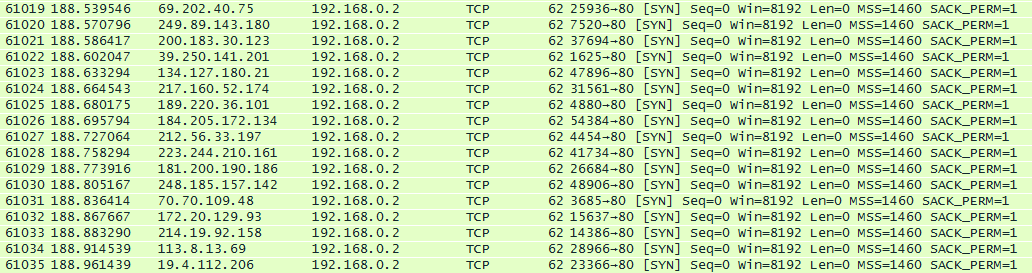 61019 188.539546 69.202.40.75 192.168.0.2 TCP 62 25936→80 [SYN] Seq=0 Win=8192 Len=0 MSS=1460 SACK_PERM=1
61020 188.570796 249.89.143.180 192.168.0.2 TCP 62 7520→80 [SYN] Seq=0 Win=8192 Len=0 MSS=1460 SACK_PERM=1
61021 188.586417 200.183.30.123 192.168.0.2 TCP 62 37694→80 [SYN] Seq=0 Win=8192 Len=0 MSS=1460 SACK_PERM=1
61022 188.602047 39.250.141.201 192.168.0.2 TCP 62 1625→80 [SYN] Seq=0 Win=8192 Len=0 MSS=1460 SACK_PERM=1
61023 188.633294 134.127.180.21 192.168.0.2 TCP 62 47896→80 [SYN] Seq=0 Win=8192 Len=0 MSS=1460 SACK_PERM=1
61024 188.664543 217.160.52.174 192.168.0.2 TCP 62 31561→80 [SYN] Seq=0 Win=8192 Len=0 MSS=1460 SACK_PERM=1
61025 188.680175 189.220.36.101 192.168.0.2 TCP 62 4880→80 [SYN] Seq=0 Win=8192 Len=0 MSS=1460 SACK_PERM=1
61026 188.695794 184.205.172.134 192.168.0.2 TCP 62 54384→80 [SYN] Seq=0 Win=8192 Len=0 MSS=1460 SACK_PERM=1
61027 188.727064 212.56.33.197 192.168.0.2 TCP 62 4454→80 [SYN] Seq=0 Win=8192 Len=0 MSS=1460 SACK_PERM=1
61028 188.758294 223.244.210.161 192.168.0.2 TCP 62 41734→80 [SYN] Seq=0 Win=8192 Len=0 MSS=1460 SACK_PERM=1
61029 188.773916 181.200.190.186 192.168.0.2 TCP 62 26684→80 [SYN] Seq=0 Win=8192 Len=0 MSS=1460 SACK_PERM=1
61030 188.805167 248.185.157.142 192.168.0.2 TCP 62 48906→80 [SYN] Seq=0 Win=8192 Len=0 MSS=1460 SACK_PERM=1
61031 188.836414 70.70.109.48 192.168.0.2 TCP 62 3685→80 [SYN] Seq=0 Win=8192 Len=0 MSS=1460 SACK_PERM=1
61032 188.867667 172.20.129.93 192.168.0.2 TCP 62 15637→80 [SYN] Seq=0 Win=8192 Len=0 MSS=1460 SACK_PERM=1
61033 188.883290 214.19.92.158 192.168.0.2 TCP 62 14386→80 [SYN] Seq=0 Win=8192 Len=0 MSS=1460 SACK_PERM=1
61034 188.914539 113.8.13.69 192.168.0.2 TCP 62 28966→80 [SYN] Seq=0 Win=8192 Len=0 MSS=1460 SACK_PERM=1
61035 188.961439 19.4.112.206 192.168.0.2 TCP 62 23366→80 [SYN] Seq=0 Win=8192 Len=0 MSS=1460 SACK_PERM=1